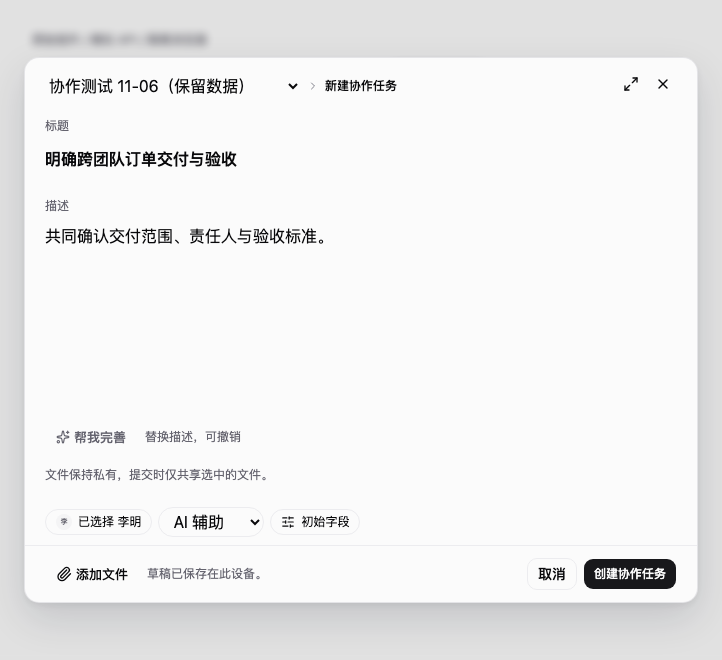 协作测试 11-06（保留数据） 新建协作任务
标题
明确跨团队订单交付与验收
描述
共同确认交付范围、责任人与验收标准。
帮我完善 替换描述，可撤销
文件保持私有，提交时仅共享选中的文件。
李 已选择 李明 AI 辅助 初始字段
添加文件 草稿已保存在此设备。 取消 创建协作任务